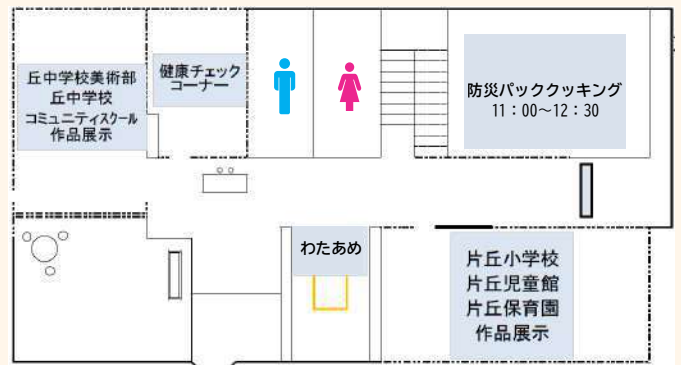 丘中学校美術部
丘中学校
コミュニティスクール
作品展示
健康チェック
コーナー
防災パッククッキング
11：00～12：30
わたあめ
片丘小学校
片丘児童館
片丘保育園
作品展示